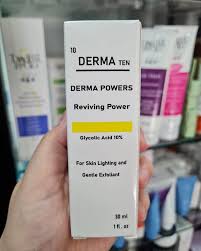 10
DERMA TEN
DERMA POWERS
Reviving Power
Glycolic Acid 10%
For Skin Lighting and
Gentle Exfoliant
30 ml
1 fl. oz